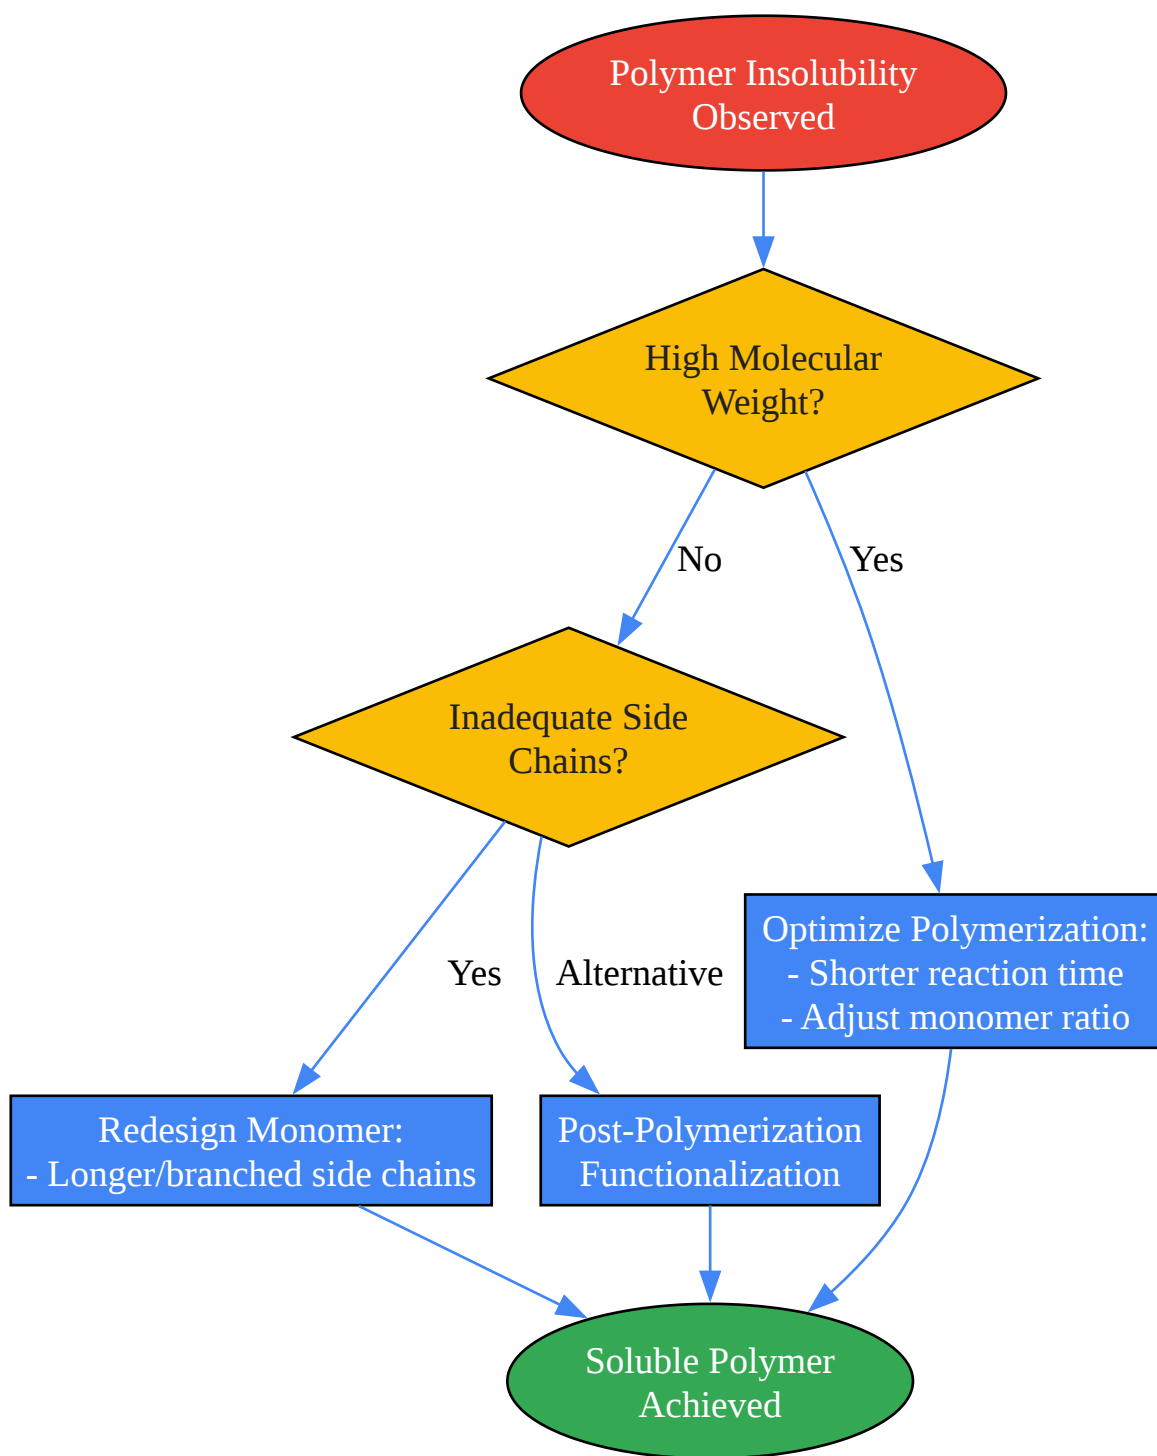 Polymer Insolubility
Observed
High Molecular
Weight?
No
Yes
Inadequate Side
Chains?
Yes
Alternative
Optimize Polymerization:
- Shorter reaction time
- Adjust monomer ratio
Redesign Monomer:
- Longer/branched side chains
Post-Polymerization
Functionalization
Soluble Polymer
Achieved